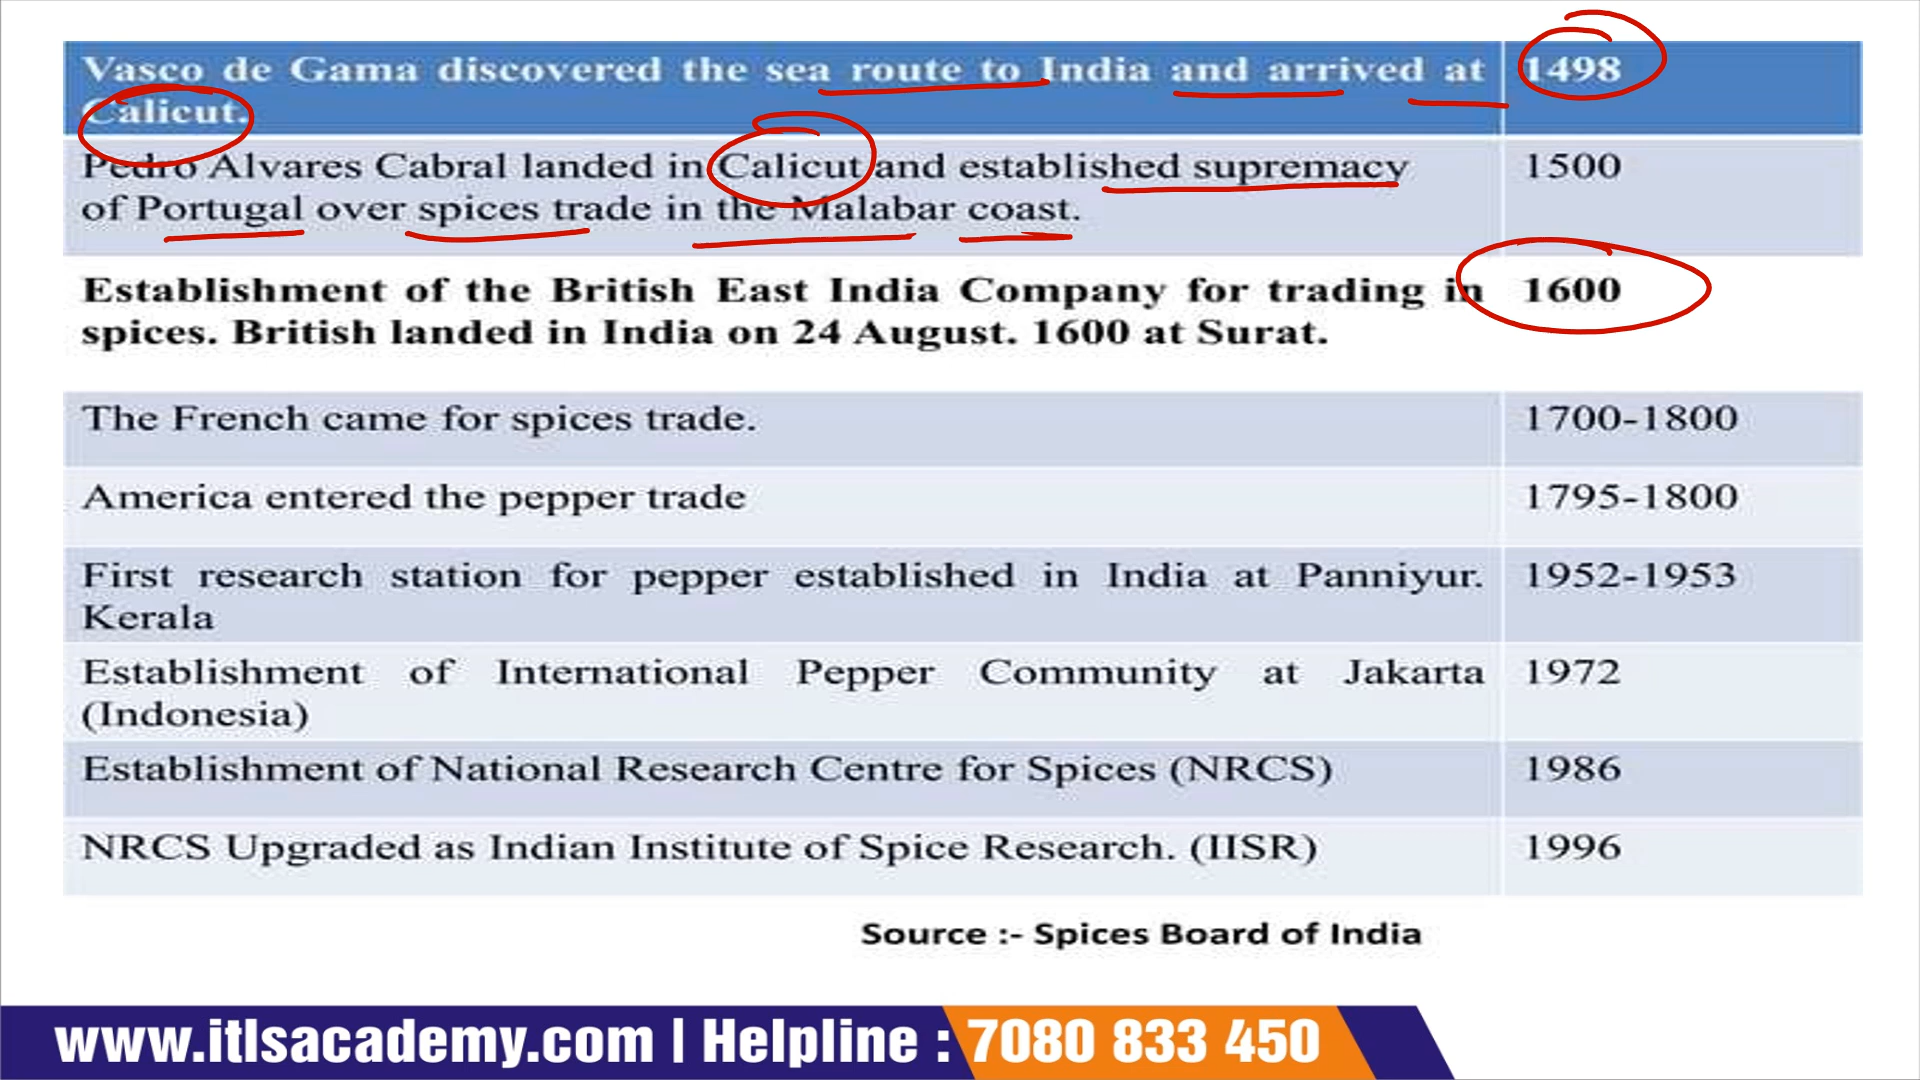 Vasco de Gama discovered the sea route to India and arrived at 1498
Calicut.
Pedro Alvares Cabral landed in Calicut and established supremacy 1500
of Portugal over spices trade in the Malabar coast.
Establishment of the British East India Company for trading in 1600
spices. British landed in India on 24 August. 1600 at Surat.
The French came for spices trade. 1700-1800
America entered the pepper trade 1795-1800
First research station for pepper established in India at Panniyur. 1952-1953
Kerala
Establishment of International Pepper Community at Jakarta 1972
(Indonesia)
Establishment of National Research Centre for Spices (NRCS) 1986
NRCS Upgraded as Indian Institute of Spice Research. (IISR) 1996
Source :- Spices Board of India
www.itlsacademy.com | Helpline : 7080 833 450